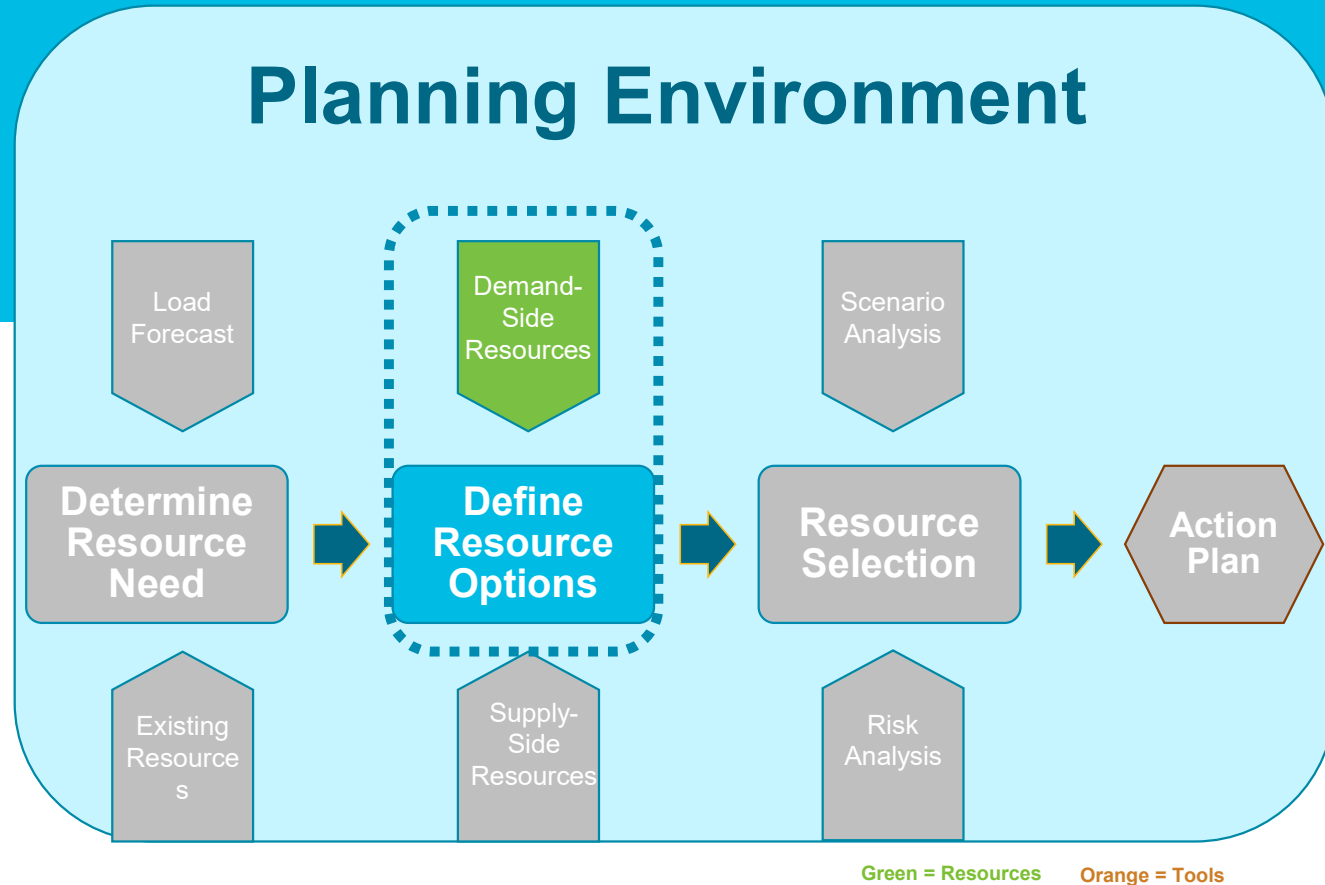 Planning Environment
Load
Forecast
Demand-
Side
Resources
Scenario
Analysis
Determine
Resource
Need
Define
Resource
Options
Resource
Selection
Action
Plan
Existing
Resource
s
Supply-
Side
Resources
Risk
Analysis
Green = Resources
Orange = Tools